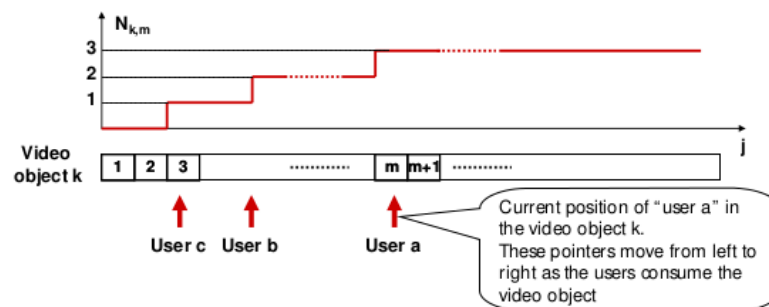 N k,m
3
2
1
j
Video object k
1 2 3 m m+1
User c User b User a
Current position of “user a” in
the video object k.
These pointers move from left to
right as the users consume the
video object